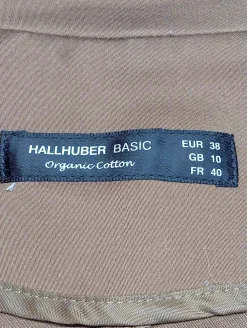 HALLHUBER BASIC
Organic Cotton
EUR 38
GB 10
FR 40